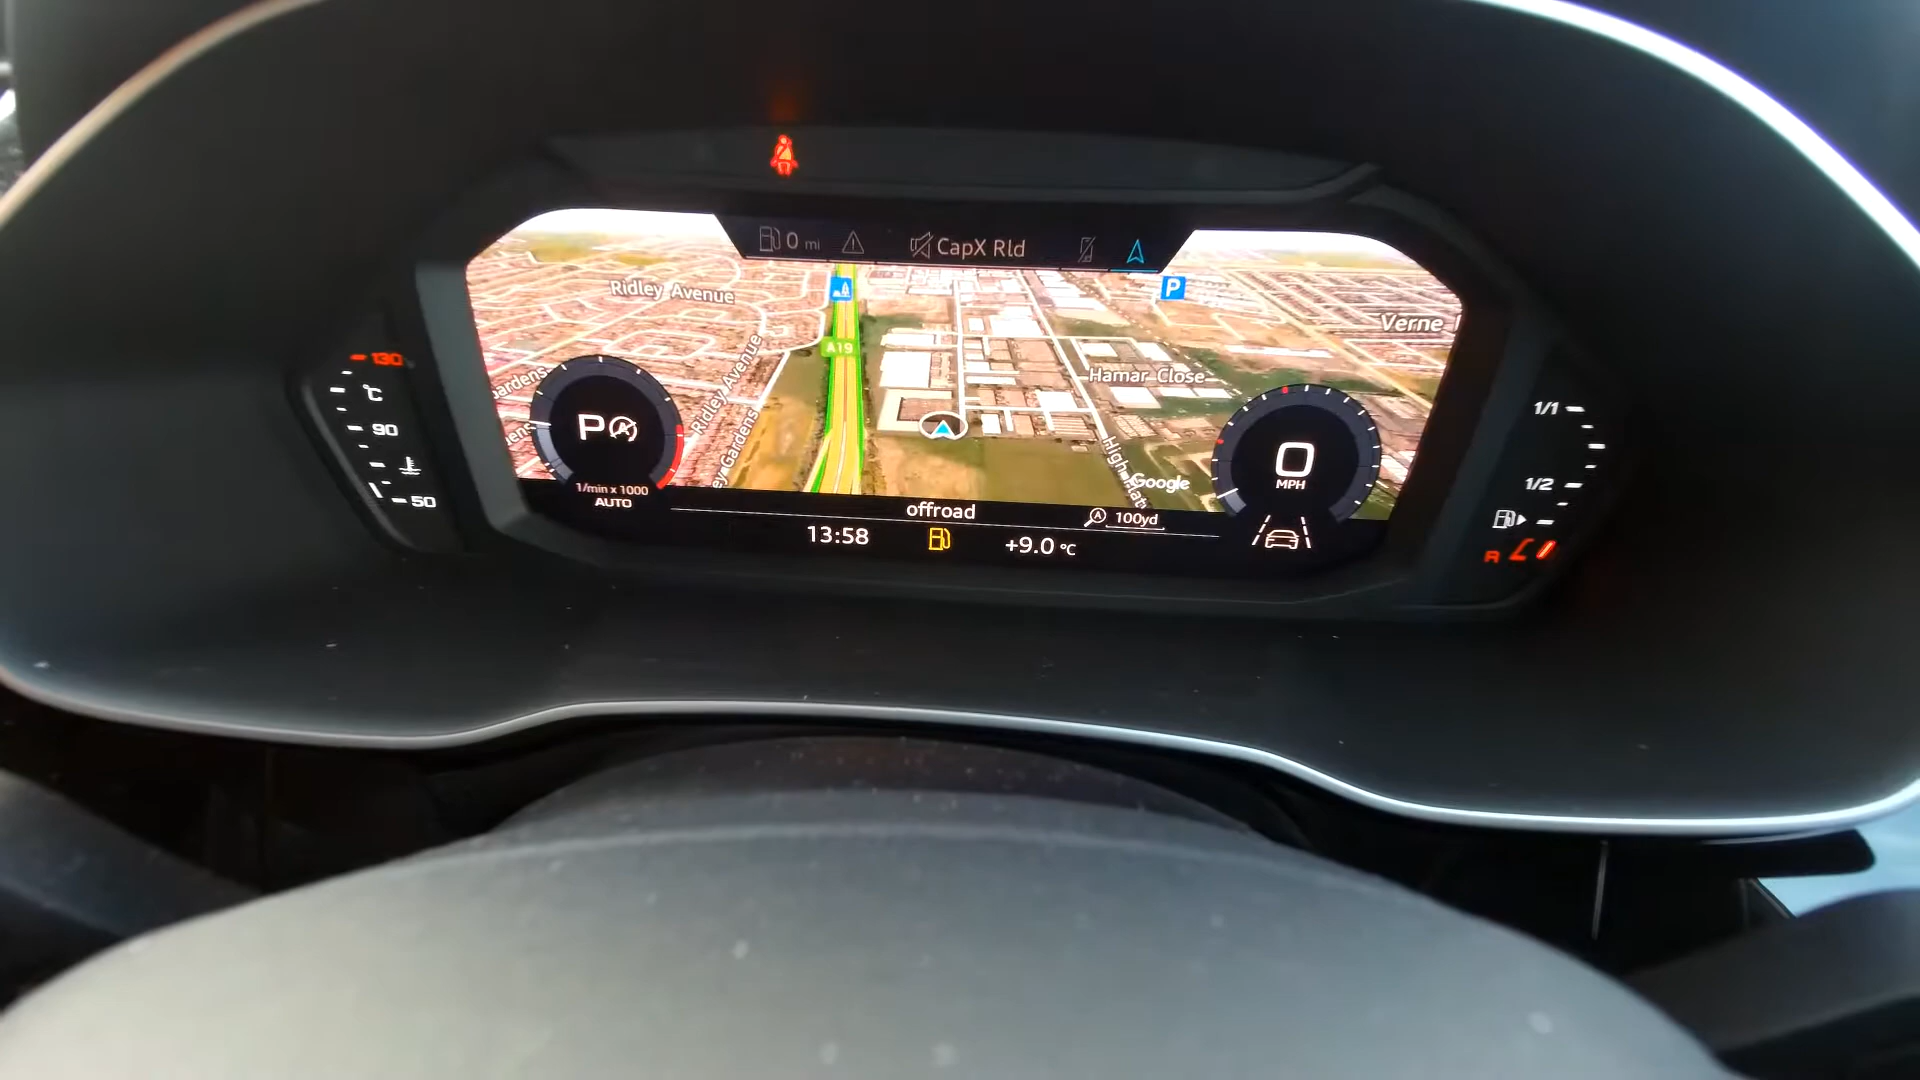 0 mi
CapX Rld
Ridley Avenue
P
Verne
A19
130
°C
90
50
Gardens
Ridley Avenue
Hamar Close
P
1/min x 1000
AUTO
0
MPH
1/1
1/2
R
Google
offroad
100yd
13:58
+9.0 °C